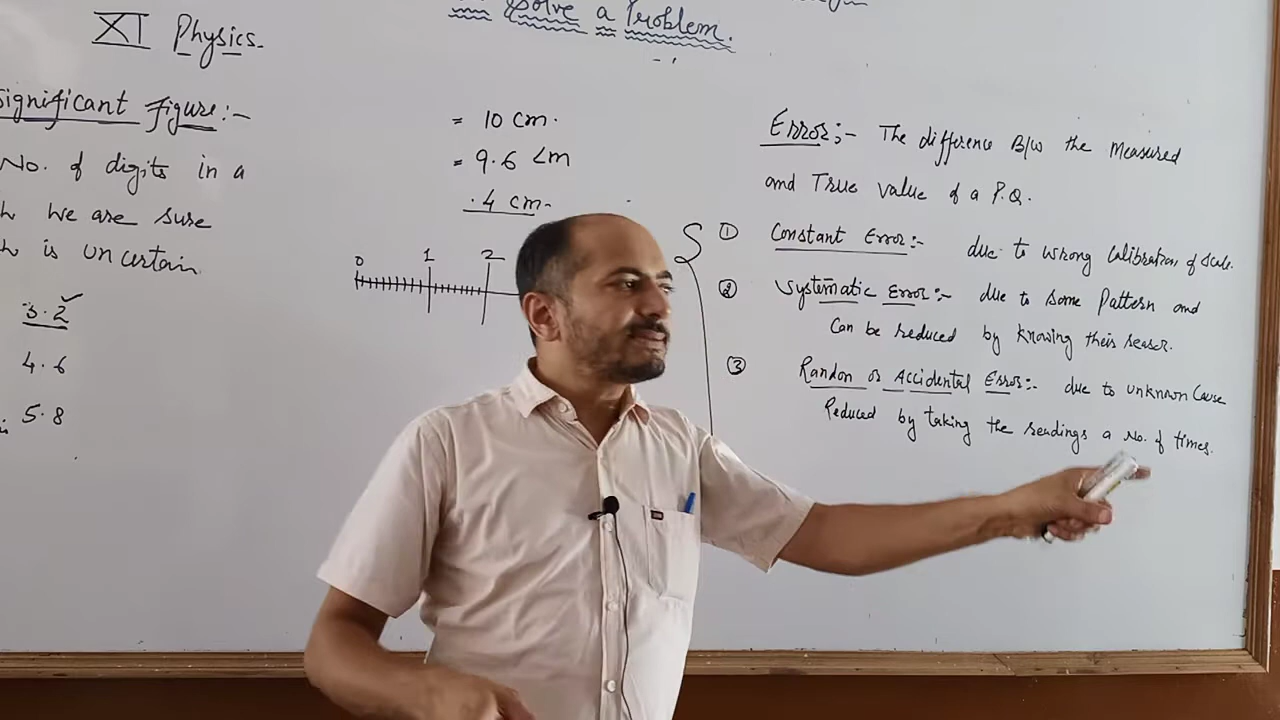 Solve a Problem.
XI Physics.
Significant figure:-
No. of digits in a
we are sure
is uncertain
3.2
4.6
5.8
= 10 cm.
= 9.6 cm
.4 cm-
0 1 2
Error:- The difference B/w the Measured
and True value of a P.Q.
① Constant Error:- due to wrong Calibration of Scale.
② Systematic Error:- due to Some Pattern and
Can be reduced by knowing their reason.
③ Random or Accidental Error:- due to unknown Cause
Reduced by taking the readings a No. of times.